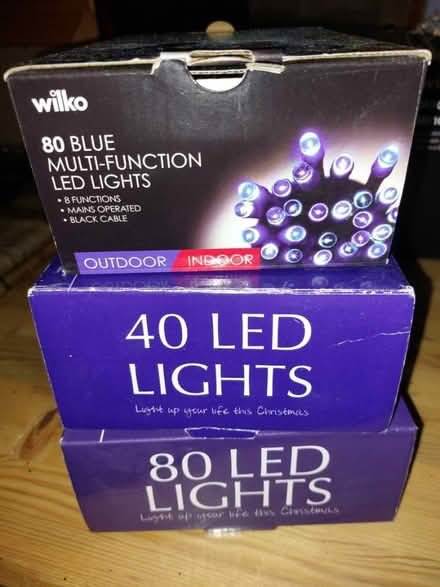 wilko
80 BLUE
MULTI-FUNCTION
LED LIGHTS
• 8 FUNCTIONS
• MAINS OPERATED
• BLACK CABLE
OUTDOOR INDOOR
40 LED
LIGHTS
Light up your life this Christmas
80 LED
LIGHTS
Light up your life this Christmas